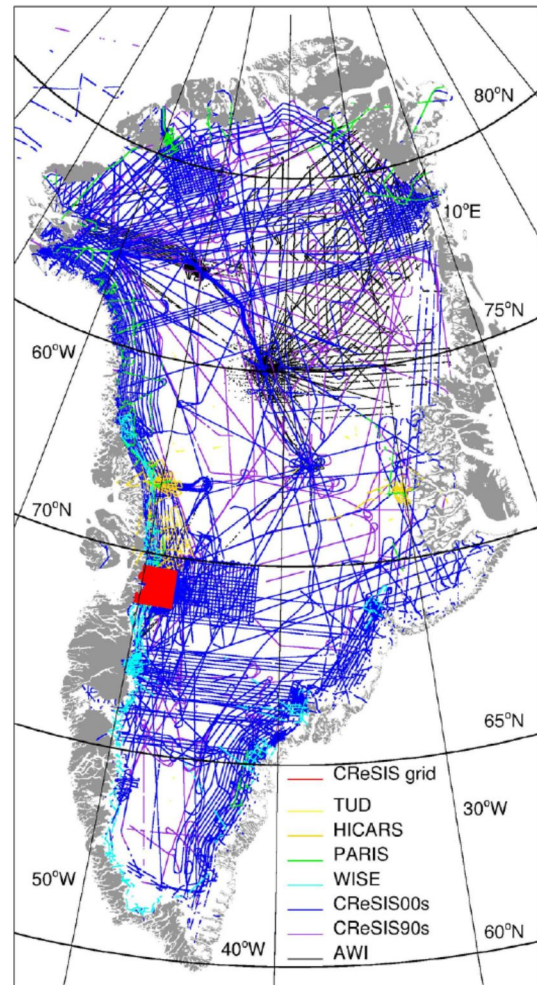 80°N
10°E
75°N
60°W
70°N
65°N
CReSIS grid
TUD
HICARS
PARIS
WISE
CReSIS00s
CReSIS90s
AWI
30°W
50°W
40°W
60°N